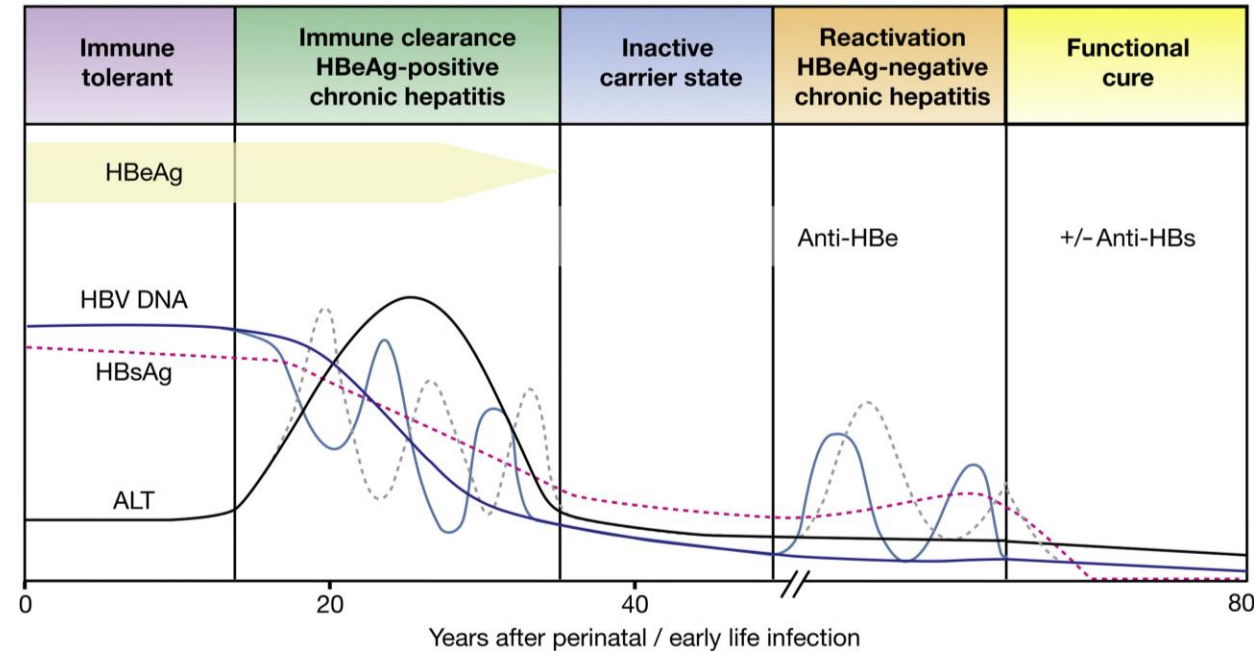 Immune
tolerant
Immune clearance
HBeAg-positive
chronic hepatitis
Inactive
carrier state
Reactivation
HBeAg-negative
chronic hepatitis
Functional
cure
HBeAg
Anti-HBe
+/-Anti-HBs
HBV DNA
HBsAg
ALT
0
20
40
80
Years after perinatal / early life infection